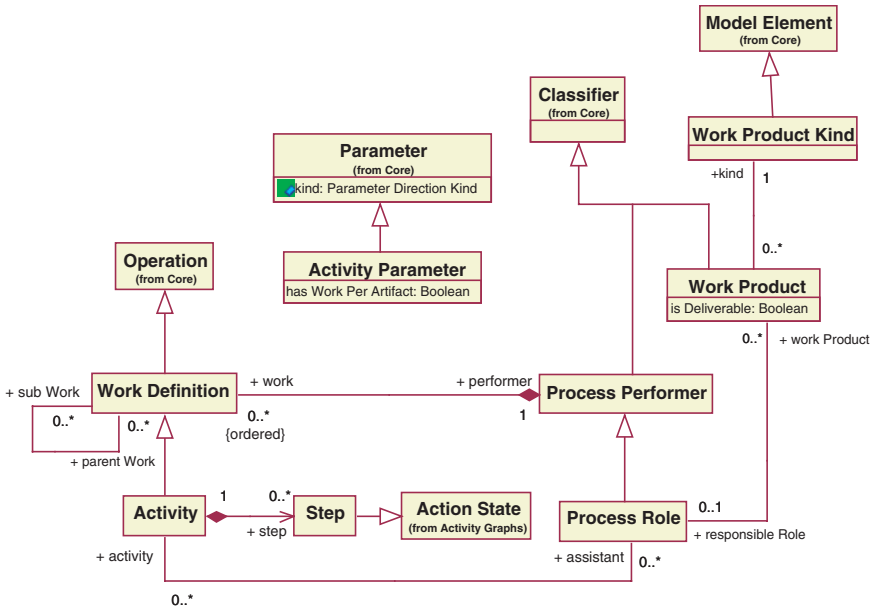 Model Element
(from Core)
Classifier
(from Core)
Work Product Kind
+kind
1
Parameter
(from Core)
kind: Parameter Direction Kind
0..*
Operation
(from Core)
Activity Parameter
has Work Per Artifact: Boolean
Work Product
is Deliverable: Boolean
0..*
+ work Product
+ sub Work
0..*
0..*
+ parent Work
Work Definition
+ work
0..*
{ordered}
+ performer
1
Process Performer
Activity
1
0..*
+ step
Step
Action State
(from Activity Graphs)
Process Role
0..1
+ responsible Role
+ activity
0..*
+ assistant
0..*